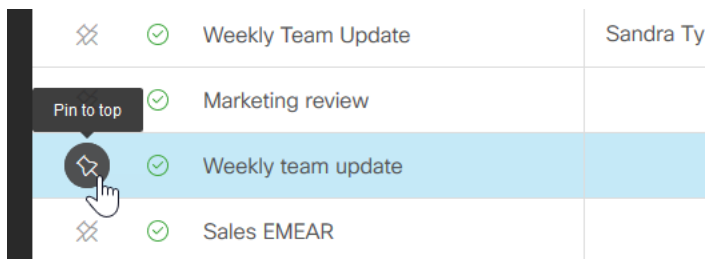 Weekly Team Update Sandra Ty
Marketing review
Pin to top
Weekly team update
Sales EMEAR